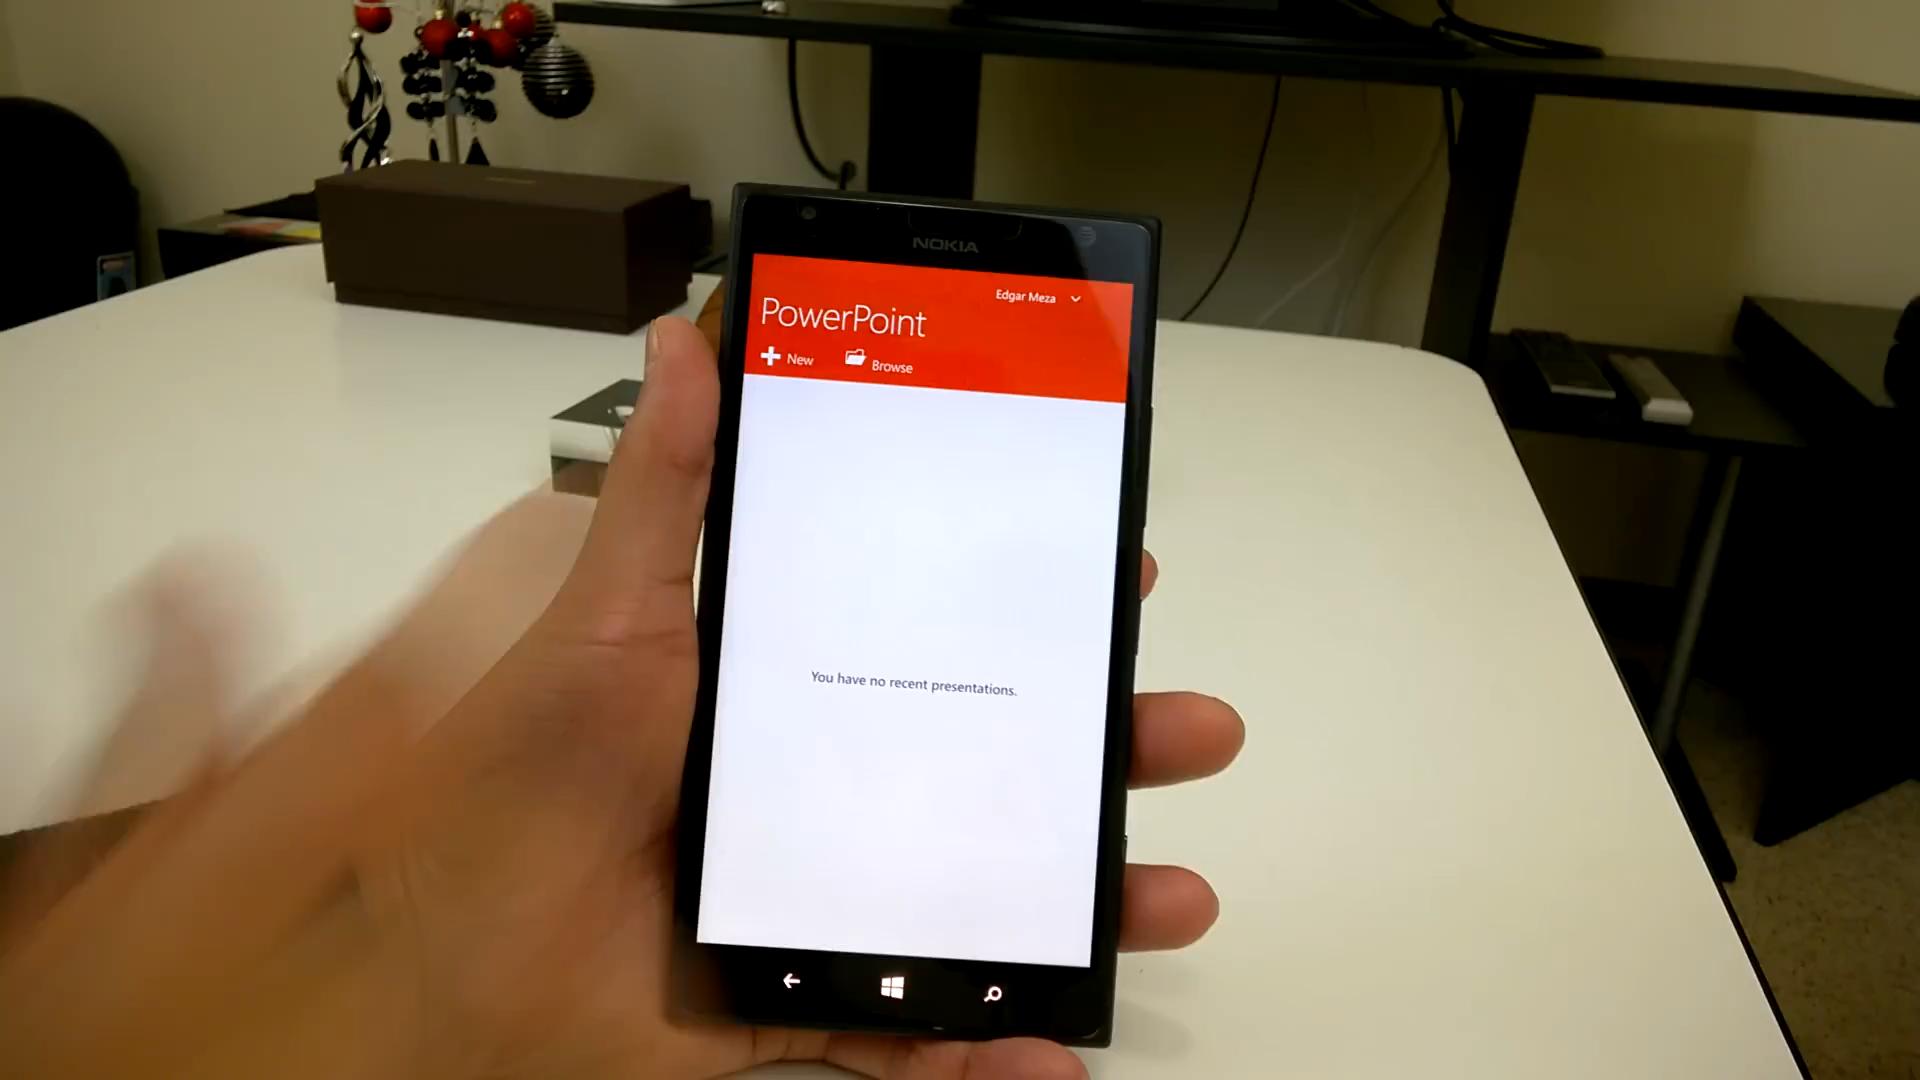 NOKIA
Edgar Meza
PowerPoint
New
Browse
You have no recent presentations.